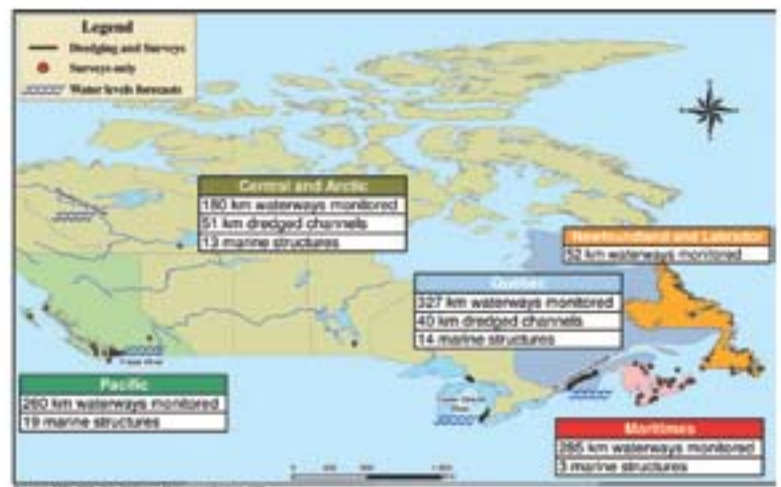 Legend
Dredging and Surveys
Surveys only
Water levels forecasts
Central and Arctic
180 km waterways monitored
51 km dredged channels
13 marine structures
Newfoundland and Labrador
52 km waterways monitored
Québec
327 km waterways monitored
40 km dredged channels
14 marine structures
Pacific
260 km waterways monitored
19 marine structures
Maritimes
285 km waterways monitored
3 marine structures